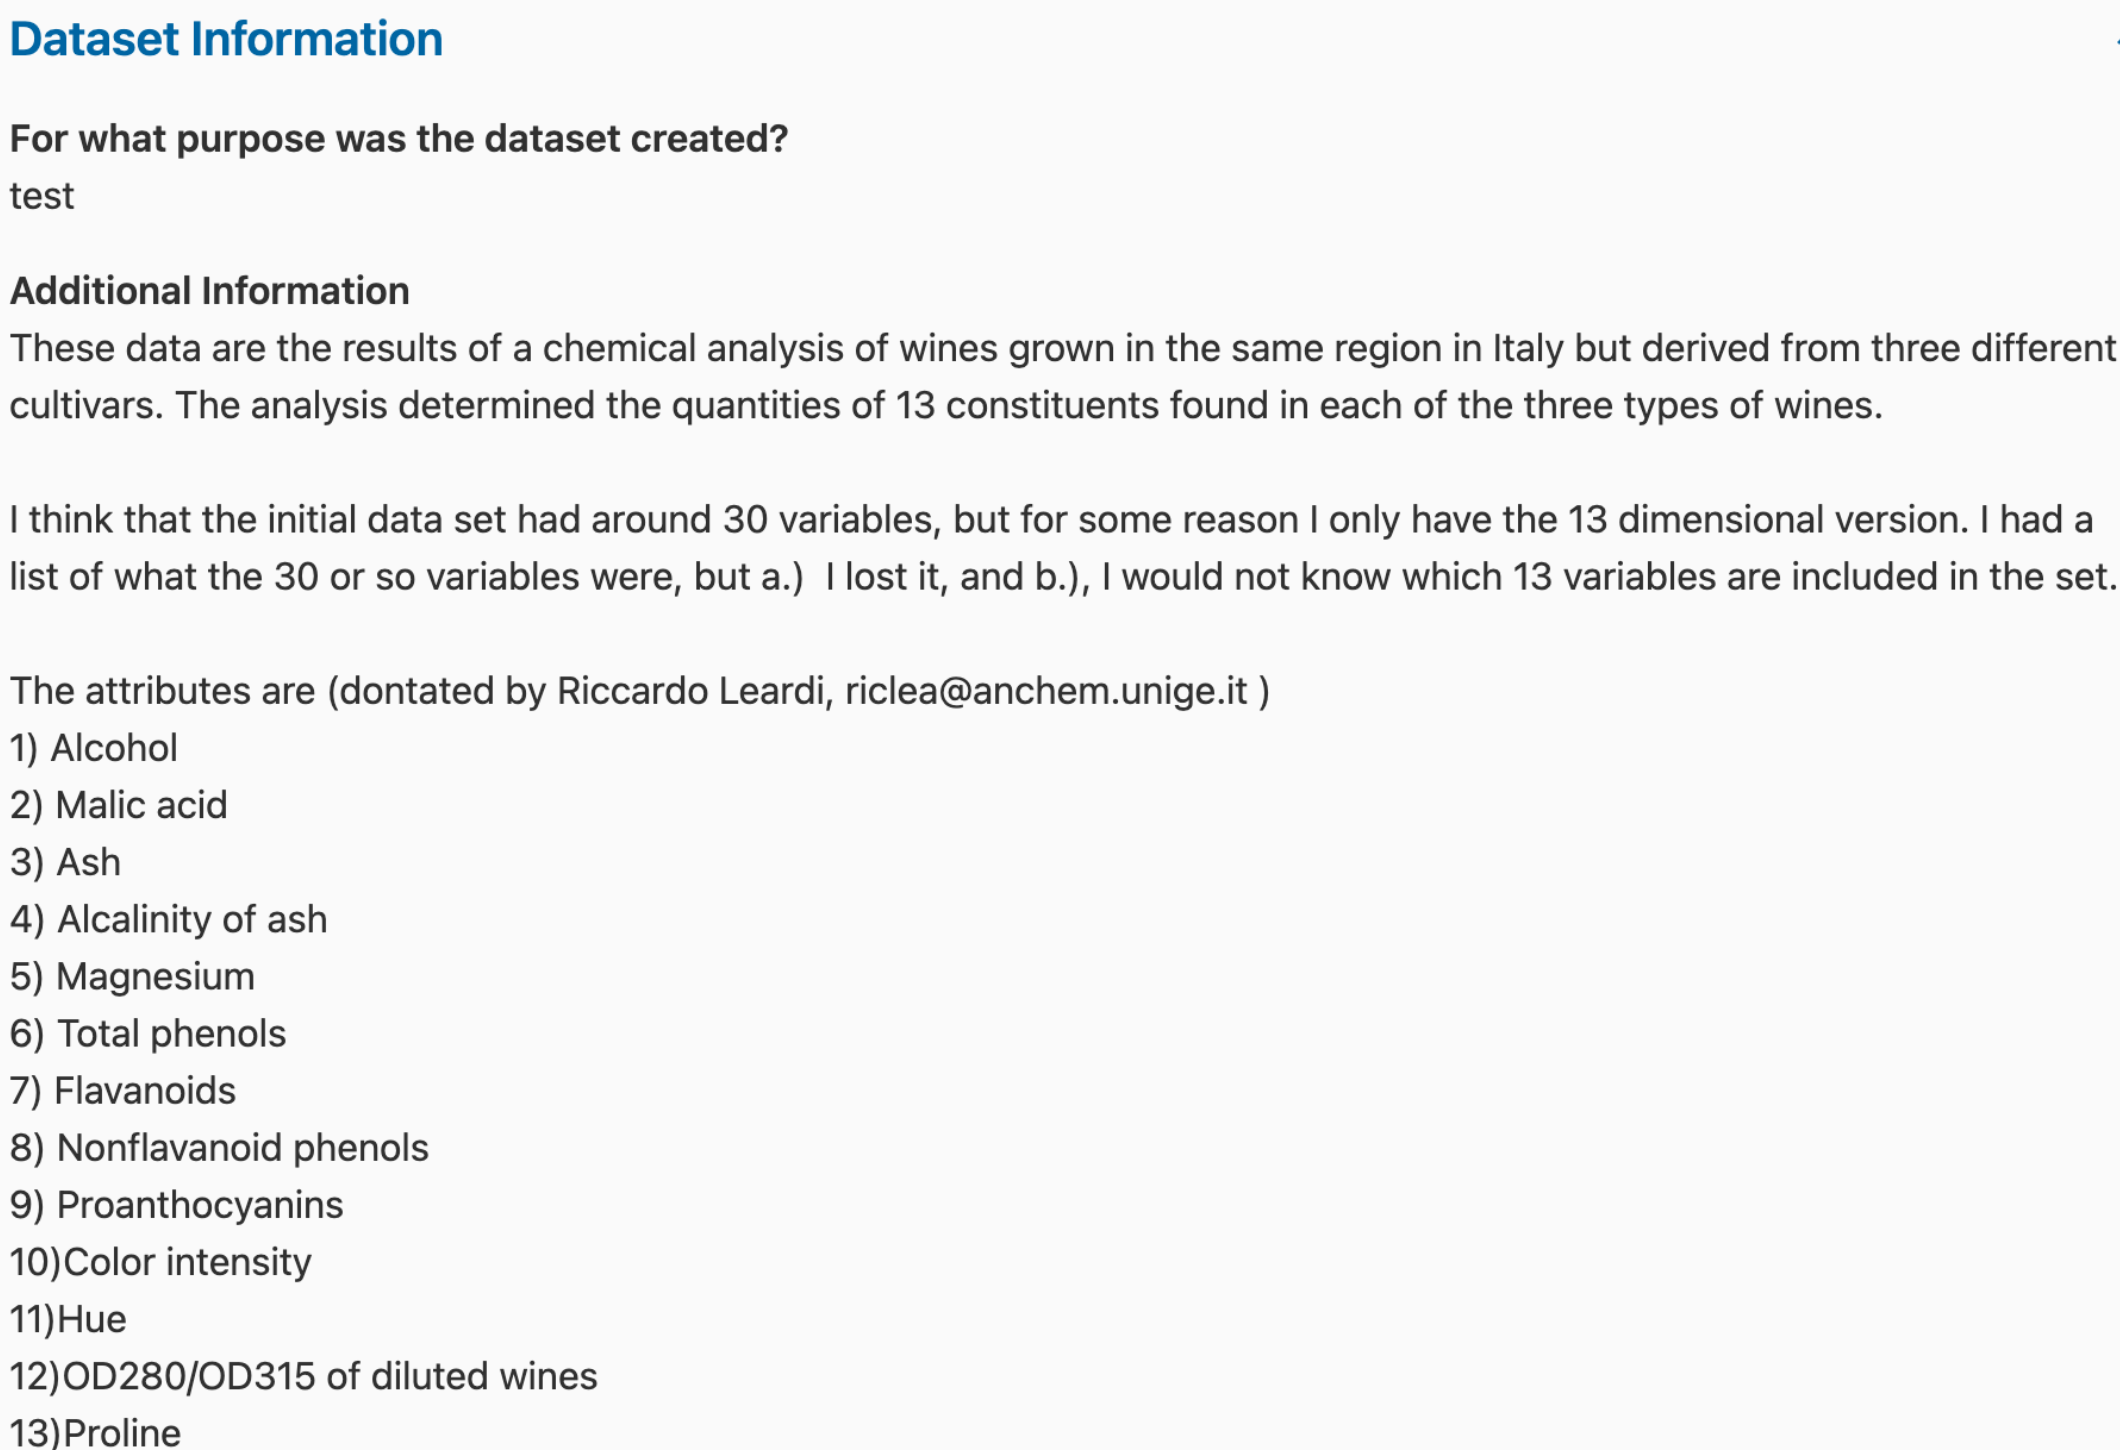 Dataset Information
For what purpose was the dataset created?
test
Additional Information
These data are the results of a chemical analysis of wines grown in the same region in Italy but derived from three different
cultivars. The analysis determined the quantities of 13 constituents found in each of the three types of wines.
I think that the initial data set had around 30 variables, but for some reason I only have the 13 dimensional version. I had a
list of what the 30 or so variables were, but a.)  I lost it, and b.), I would not know which 13 variables are included in the set.
The attributes are (dontated by Riccardo Leardi, riclea@anchem.unige.it )
1) Alcohol
2) Malic acid
3) Ash
4) Alcalinity of ash
5) Magnesium
6) Total phenols
7) Flavanoids
8) Nonflavanoid phenols
9) Proanthocyanins
10)Color intensity
11)Hue
12)OD280/OD315 of diluted wines
13)Proline